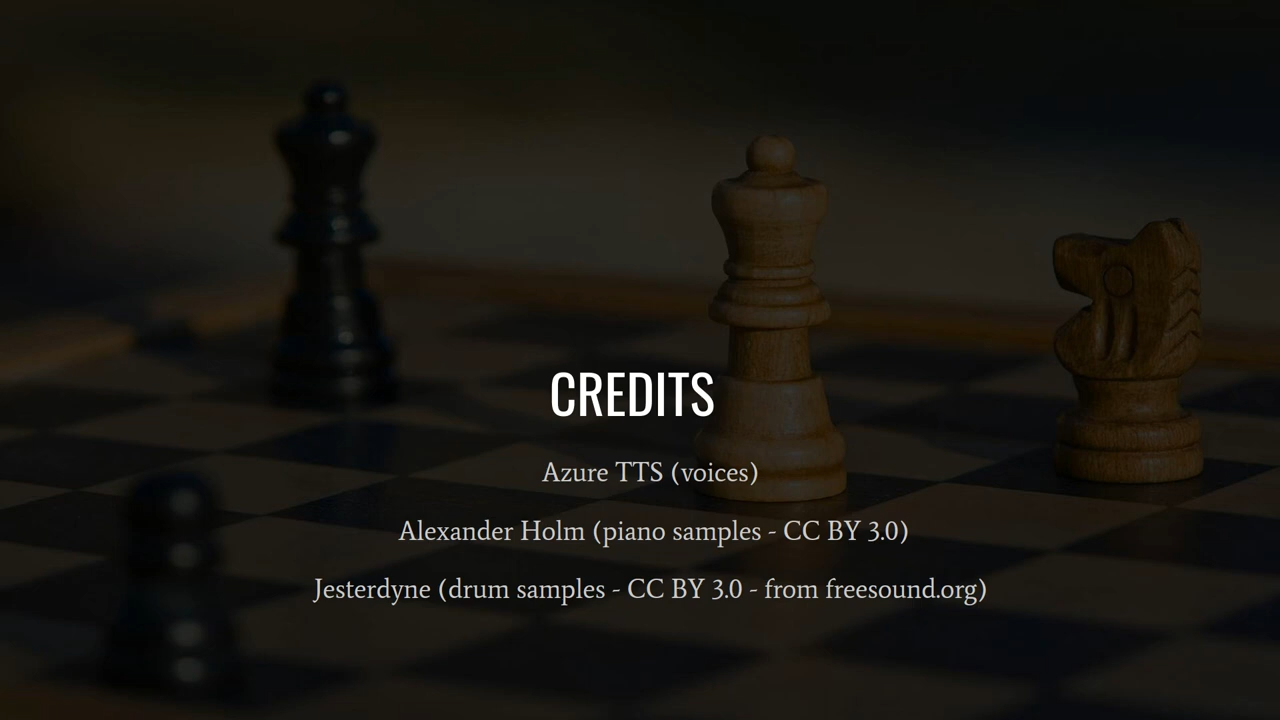 CREDITS
Azure TTS (voices)
Alexander Holm (piano samples - CC BY 3.0)
Jesterdyne (drum samples - CC BY 3.0 - from freesound.org)